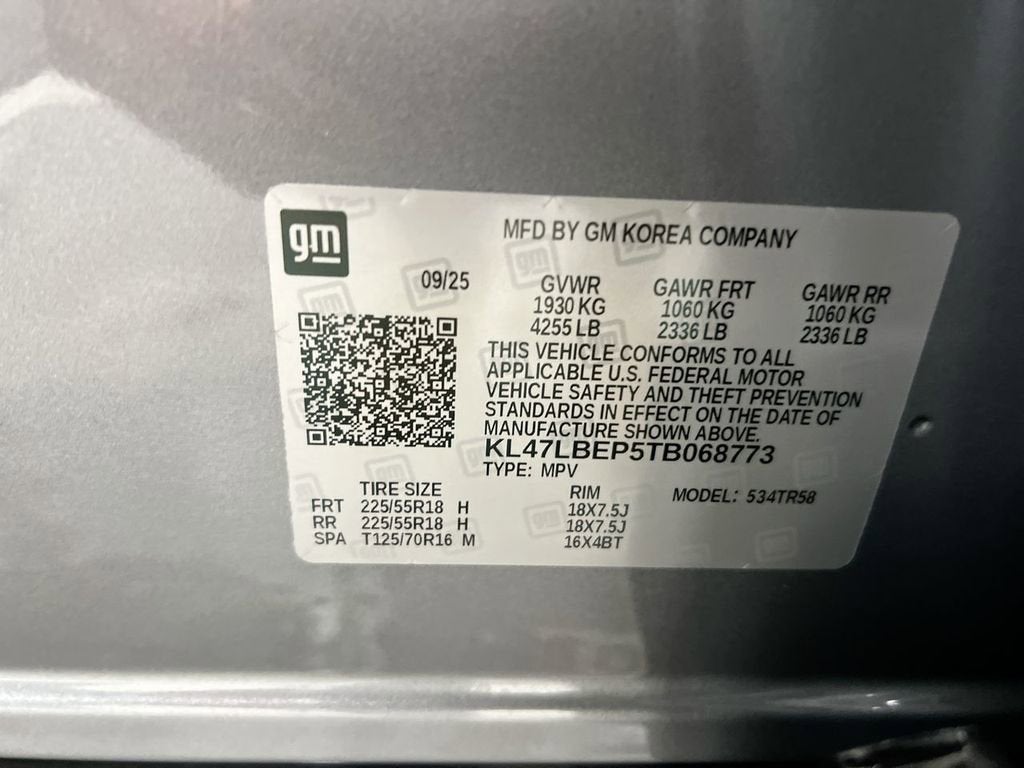 gm
MFD BY GM KOREA COMPANY
09/25
GVWR GAWR FRT GAWR RR
1930 KG 1060 KG 1060 KG
4255 LB 2336 LB 2336 LB
THIS VEHICLE CONFORMS TO ALL
APPLICABLE U.S. FEDERAL MOTOR
VEHICLE SAFETY AND THEFT PREVENTION
STANDARDS IN EFFECT ON THE DATE OF
MANUFACTURE SHOWN ABOVE.
KL47LBEP5TB068773
TYPE: MPV
TIRE SIZE RIM MODEL: 534TR58
FRT 225/55R18 H 18X7.5J
RR 225/55R18 H 18X7.5J
SPA T125/70R16 M 16X4BT